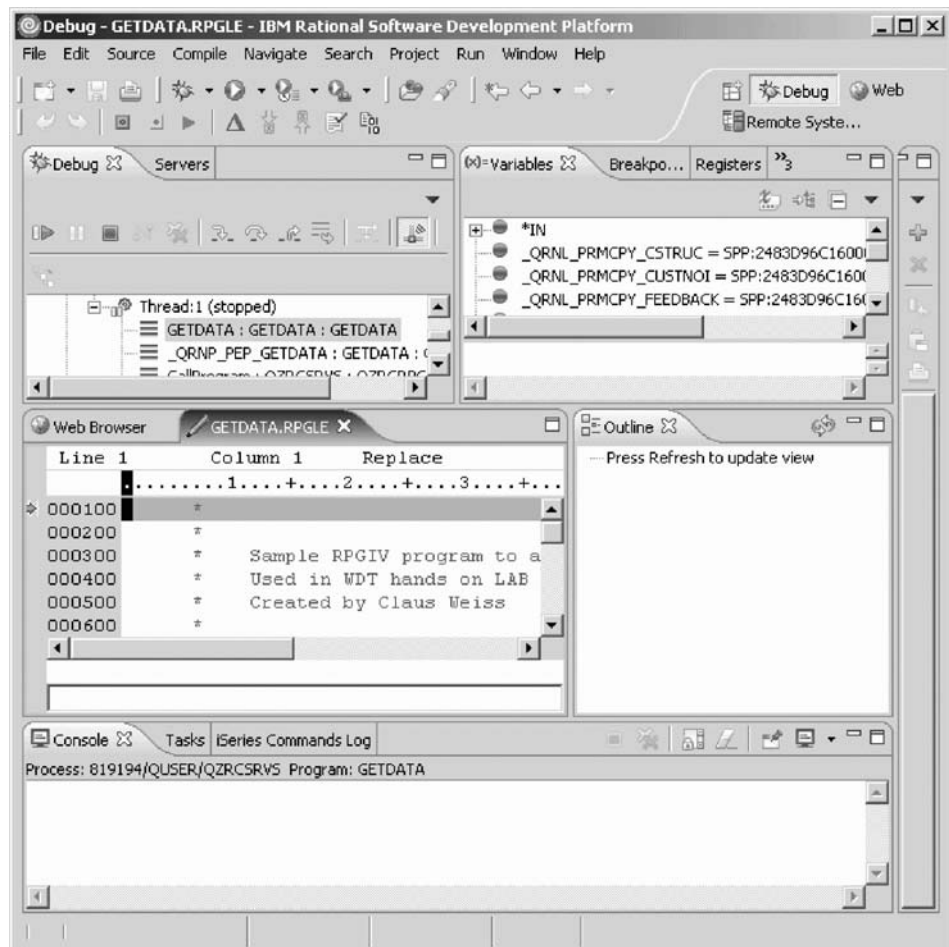 Debug - GETDATA.RPGLE - IBM Rational Software Development Platform
File Edit Source Compile Navigate Search Project Run Window Help
Debug Web
Remote Syste...
Debug Servers
Variables Breakpo... Registers »3
*IN
_QRNL_PRMCPY_CSTRUC = SPP:2483D96C1600
_QRNL_PRMCPY_CUSTNOI = SPP:2483D96C160
_QRNL_PRMCPY_FEEDBACK = SPP:2483D96C16
Thread:1 (stopped)
GETDATA : GETDATA : GETDATA
_QRNP_PEP_GETDATA : GETDATA :
CallProgram : QZRCSRVS :
Web Browser GETDATA.RPGLE
Line 1 Column 1 Replace
.........1....+....2....+....3....+...
000100 *
000200 *
000300 * Sample RPGIV program to a
000400 * Used in WDT hands on LAB
000500 * Created by Claus Weiss
000600 *
Outline
Press Refresh to update view
Console Tasks iSeries Commands Log
Process: 819194/QUSER/QZRCSRVS Program: GETDATA